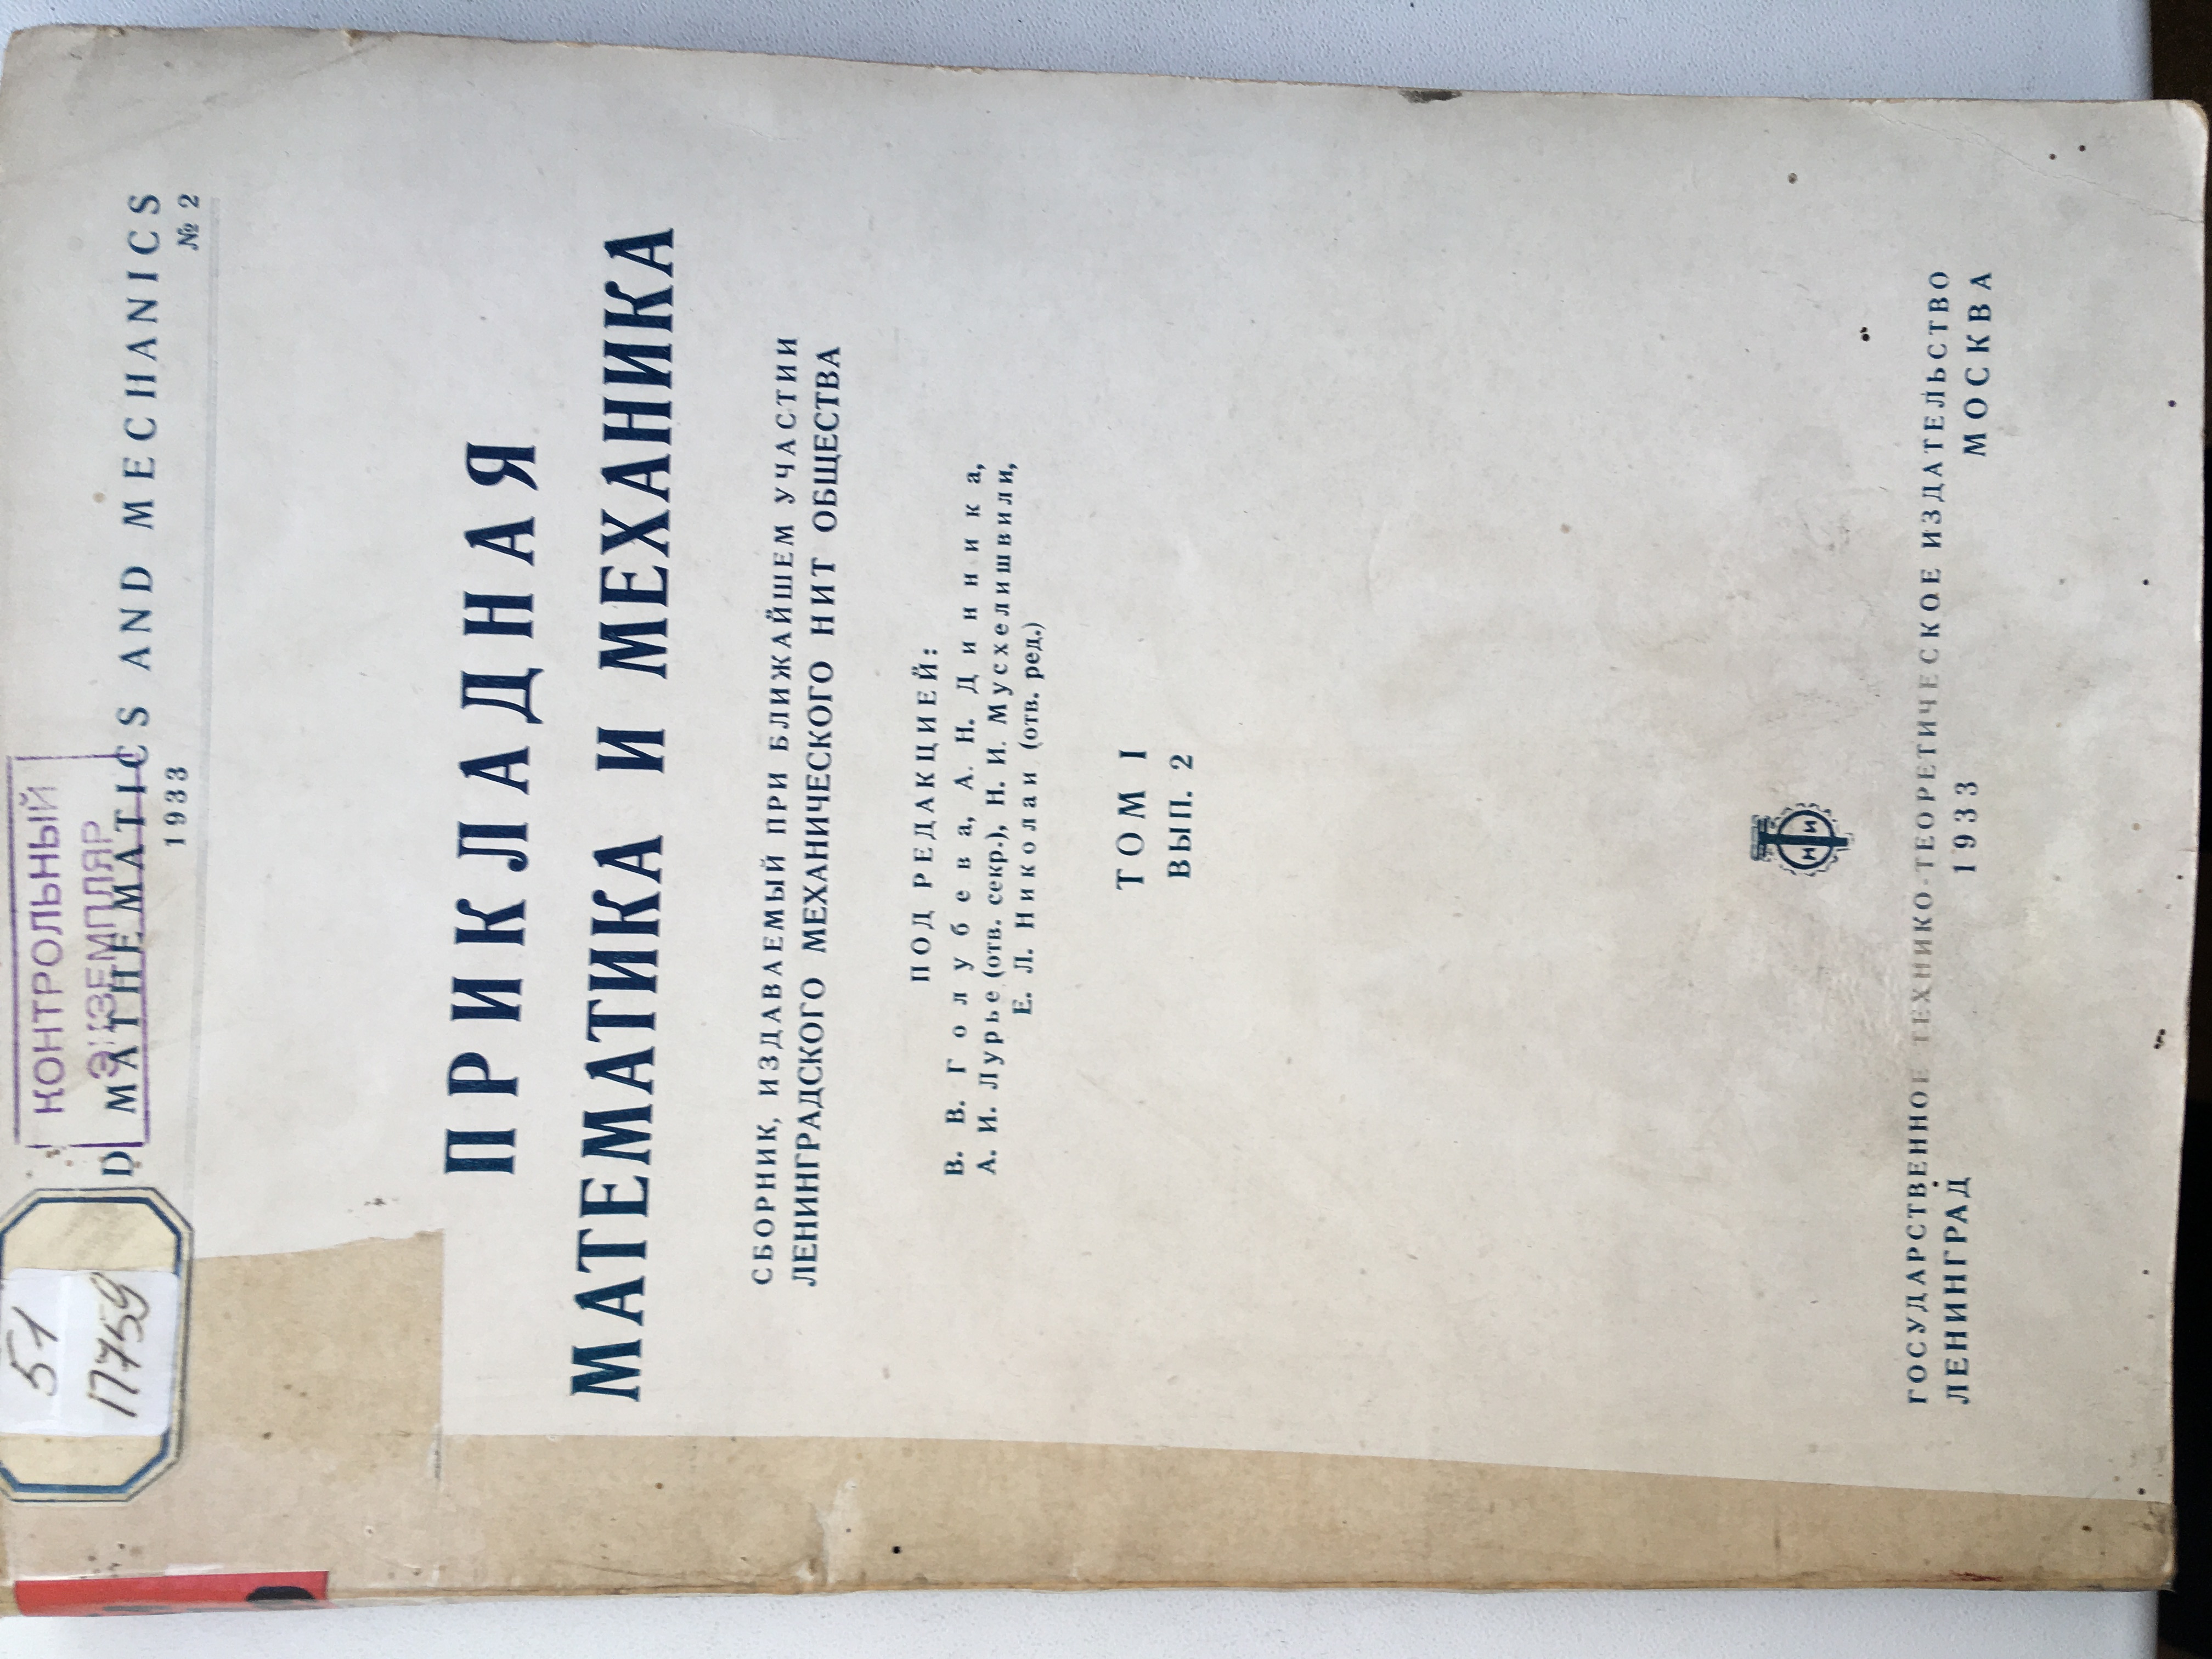 51
17759
КОНТРОЛЬНЫЙ
ЭКЗЕМПЛЯР
D MATHEMATICS AND MECHANICS
1933 № 2
ПРИКЛАДНАЯ
МАТЕМАТИКА И МЕХАНИКА
СБОРНИК, ИЗДАВАЕМЫЙ ПРИ БЛИЖАЙШЕМ УЧАСТИИ
ЛЕНИНГРАДСКОГО МЕХАНИЧЕСКОГО НИТ ОБЩЕСТВА
ПОД РЕДАКЦИЕЙ:
В. В. Голубева, А. Н. Динника,
А. И. Лурье (отв. секр.), Н. И. Мусхелишвили,
Е. Л. Николаи (отв. ред.)
ТОМ I
ВЫП. 2
ГОСУДАРСТВЕННОЕ ТЕХНИКО-ТЕОРЕТИЧЕСКОЕ ИЗДАТЕЛЬСТВО
ЛЕНИНГРАД 1933 МОСКВА